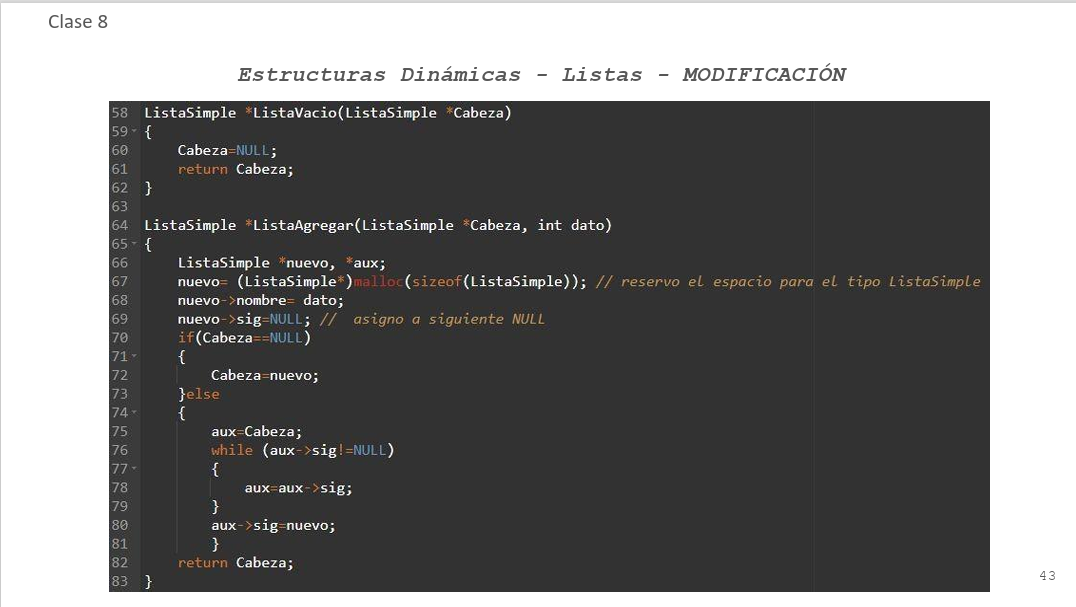 Clase 8
Estructuras Dinámicas - Listas - MODIFICACIÓN
58 ListaSimple *ListaVacio(ListaSimple *Cabeza)
59 {
60     Cabeza=NULL;
61     return Cabeza;
62 }
63
64 ListaSimple *ListaAgregar(ListaSimple *Cabeza, int dato)
65 {
66     ListaSimple *nuevo, *aux;
67     nuevo= (ListaSimple*)malloc(sizeof(ListaSimple)); // reservo el espacio para el tipo ListaSimple
68     nuevo->nombre= dato;
69     nuevo->sig=NULL; //  asigno a siguiente NULL
70     if(Cabeza==NULL)
71     {
72         Cabeza=nuevo;
73     }else
74     {
75         aux=Cabeza;
76         while (aux->sig!=NULL)
77         {
78             aux=aux->sig;
79         }
80         aux->sig=nuevo;
81         }
82     return Cabeza;
83 }
43